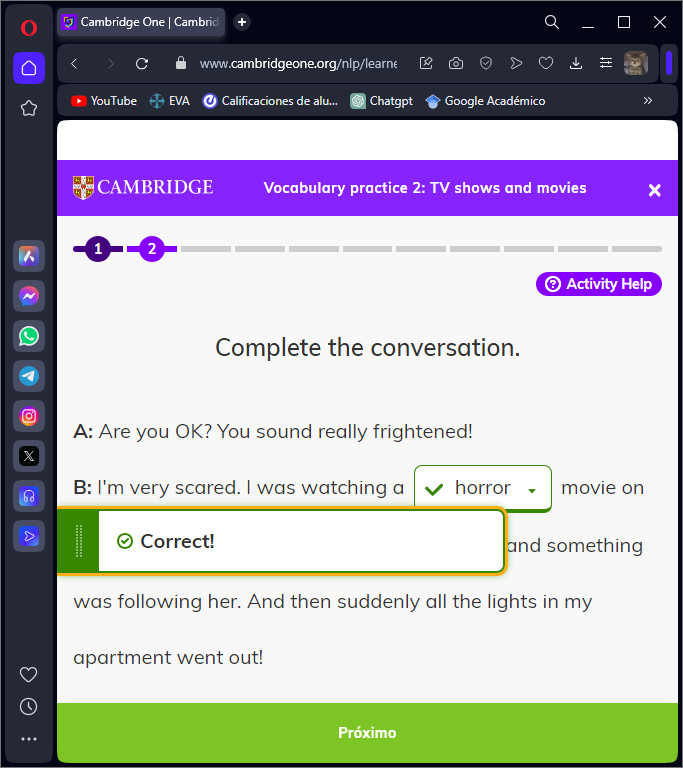 Cambridge One | Cambrid
www.cambridgeone.org/nlp/learne
YouTube
EVA
Calificaciones de alu...
Chatgpt
Google Académico
CAMBRIDGE
Vocabulary practice 2: TV shows and movies
1
2
Activity Help
Complete the conversation.
A: Are you OK? You sound really frightened!
B: I'm very scared. I was watching a horror movie on
Correct!
and something
was following her. And then suddenly all the lights in my
apartment went out!
Próximo